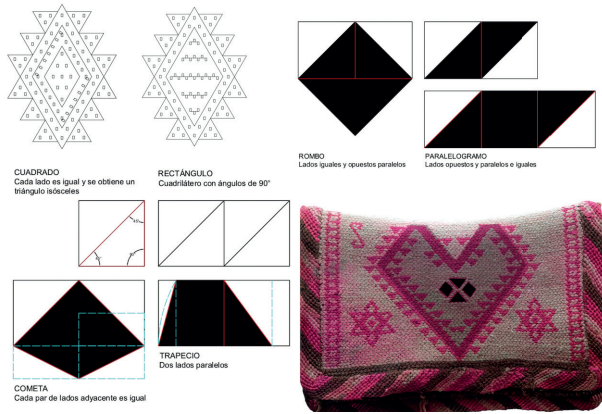 CUADRADO
Cada lado es igual y se obtiene un
triángulo isósceles
RECTÁNGULO
Cuadrilátero con ángulos de 90°
ROMBO
Lados iguales y opuestos paralelos
PARALELOGRAMO
Lados opuestos y paralelos e iguales
COMETA
Cada par de lados adyacente es igual
TRAPECIO
Dos lados paralelos